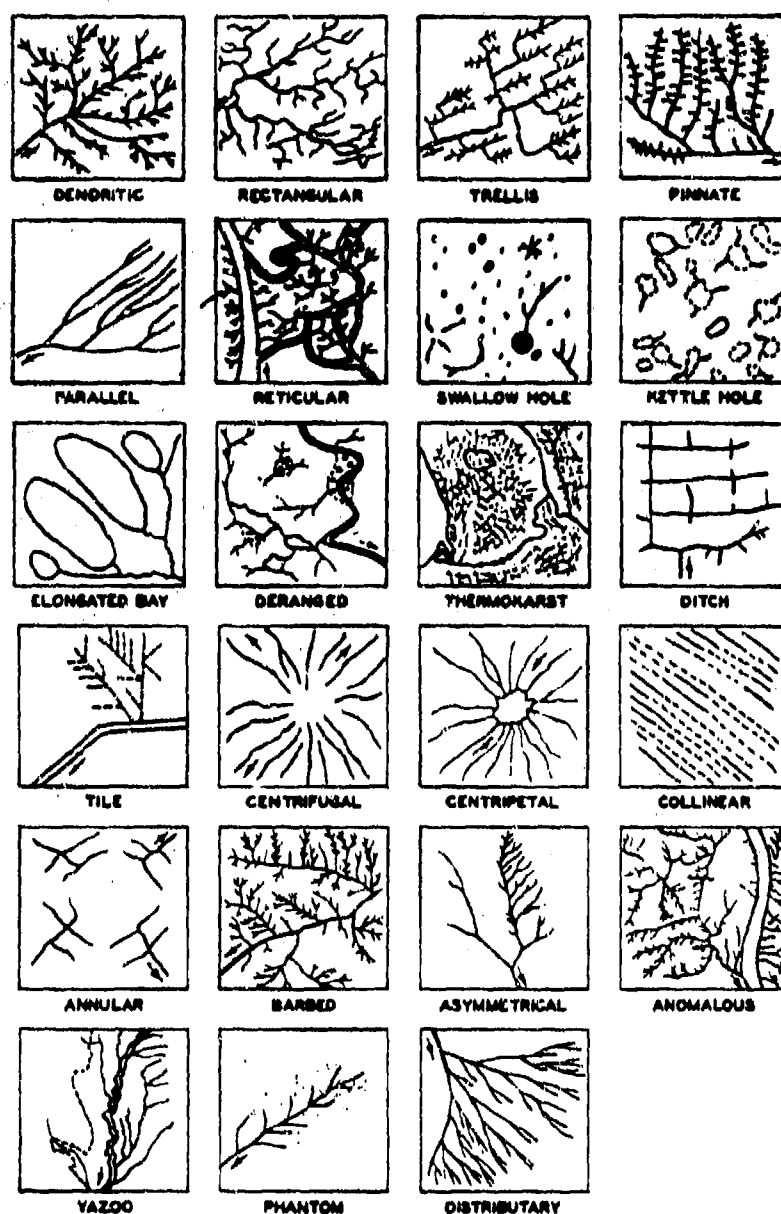 DENDRITIC RECTANGULAR TRELLIS PINNATE
PARALLEL RETICULAR SWALLOW HOLE KETTLE HOLE
ELONGATED BAY DERANGED THERMOKARST DITCH
TILE CENTRIFUGAL CENTRIPETAL COLLINEAR
ANNULAR BARBED ASYMMETRICAL ANOMALOUS
YAZOO PHANTOM DISTRIBUTARY